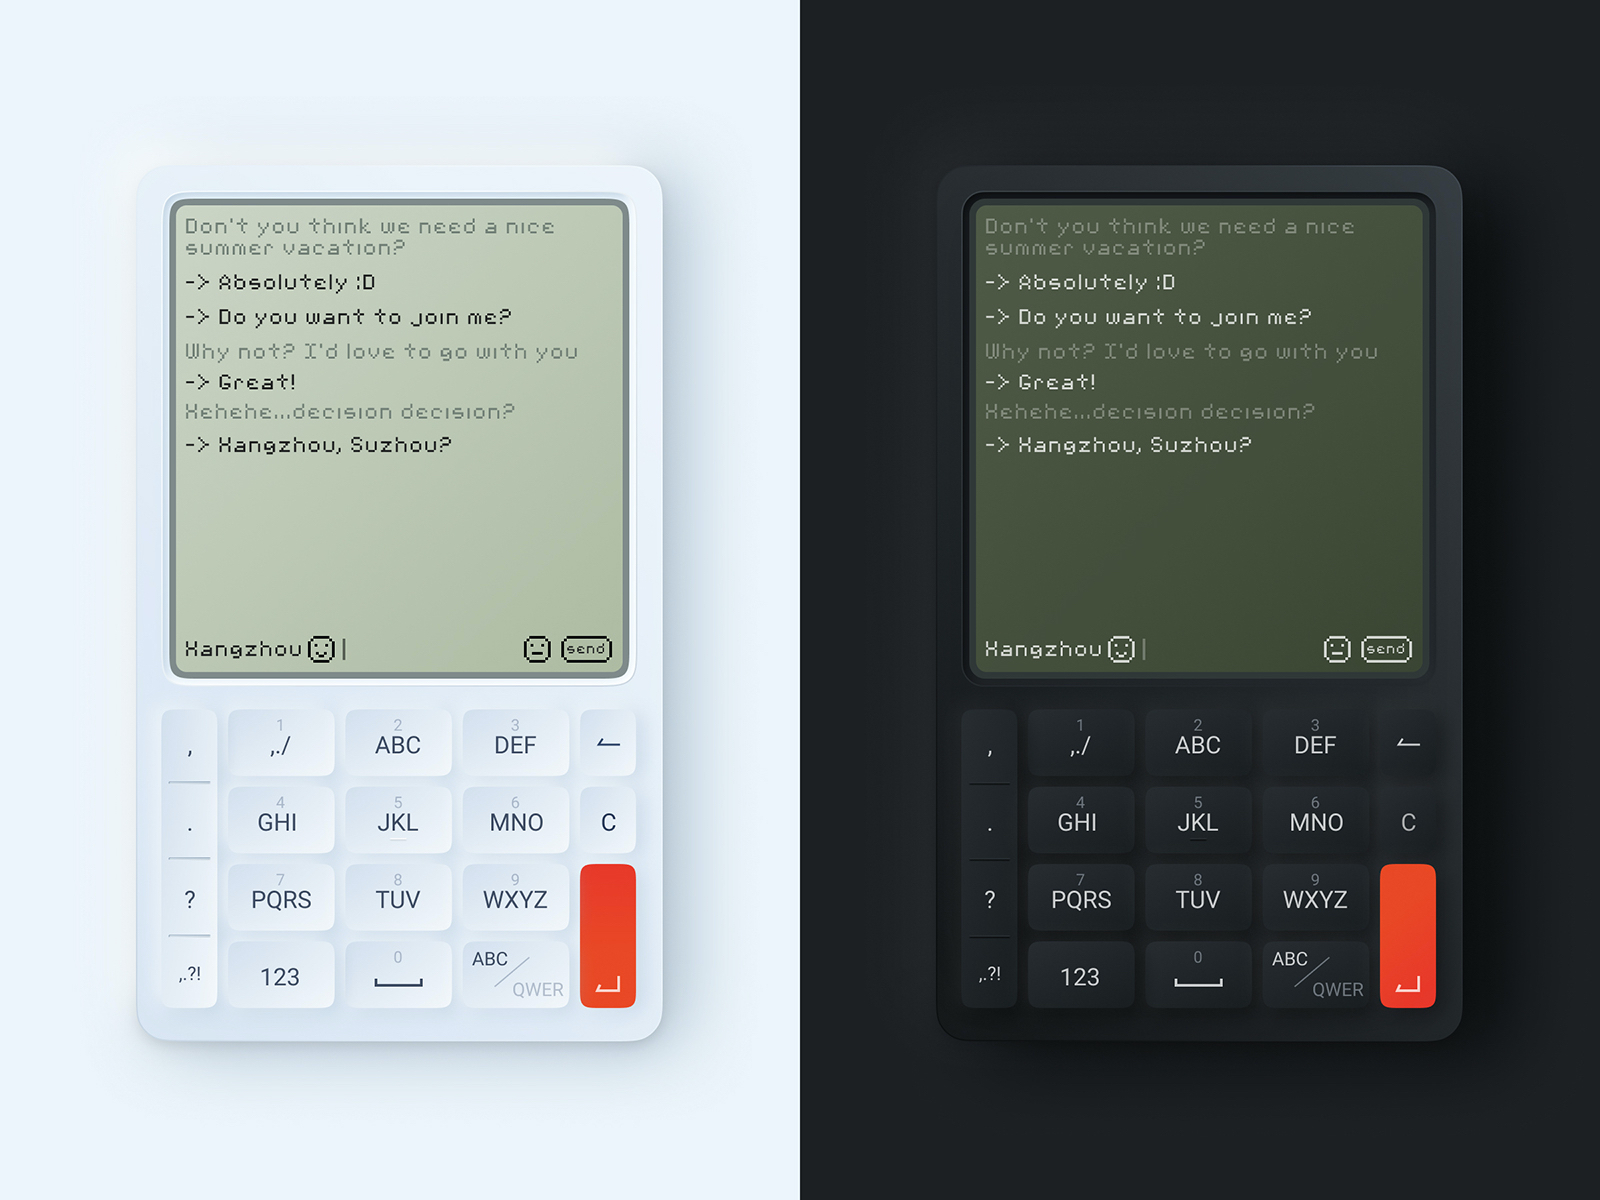 Don't you think we need a nice
summer vacation?
-> Absolutely :D
-> Do you want to join me?
Why not? I'd love to go with you
-> Great!
Hehehe...decision decision?
-> Hangzhou, Suzhou?
Hangzhou
send
,
1
,./
2
ABC
3
DEF
.
4
GHI
5
JKL
6
MNO
C
?
7
PQRS
8
TUV
9
WXYZ
,.?!
123
0
ABC
QWER
Don't you think we need a nice
summer vacation?
-> Absolutely :D
-> Do you want to join me?
Why not? I'd love to go with you
-> Great!
Hehehe...decision decision?
-> Hangzhou, Suzhou?
Hangzhou
send
,
1
,./
2
ABC
3
DEF
.
4
GHI
5
JKL
6
MNO
C
?
7
PQRS
8
TUV
9
WXYZ
,.?!
123
0
ABC
QWER